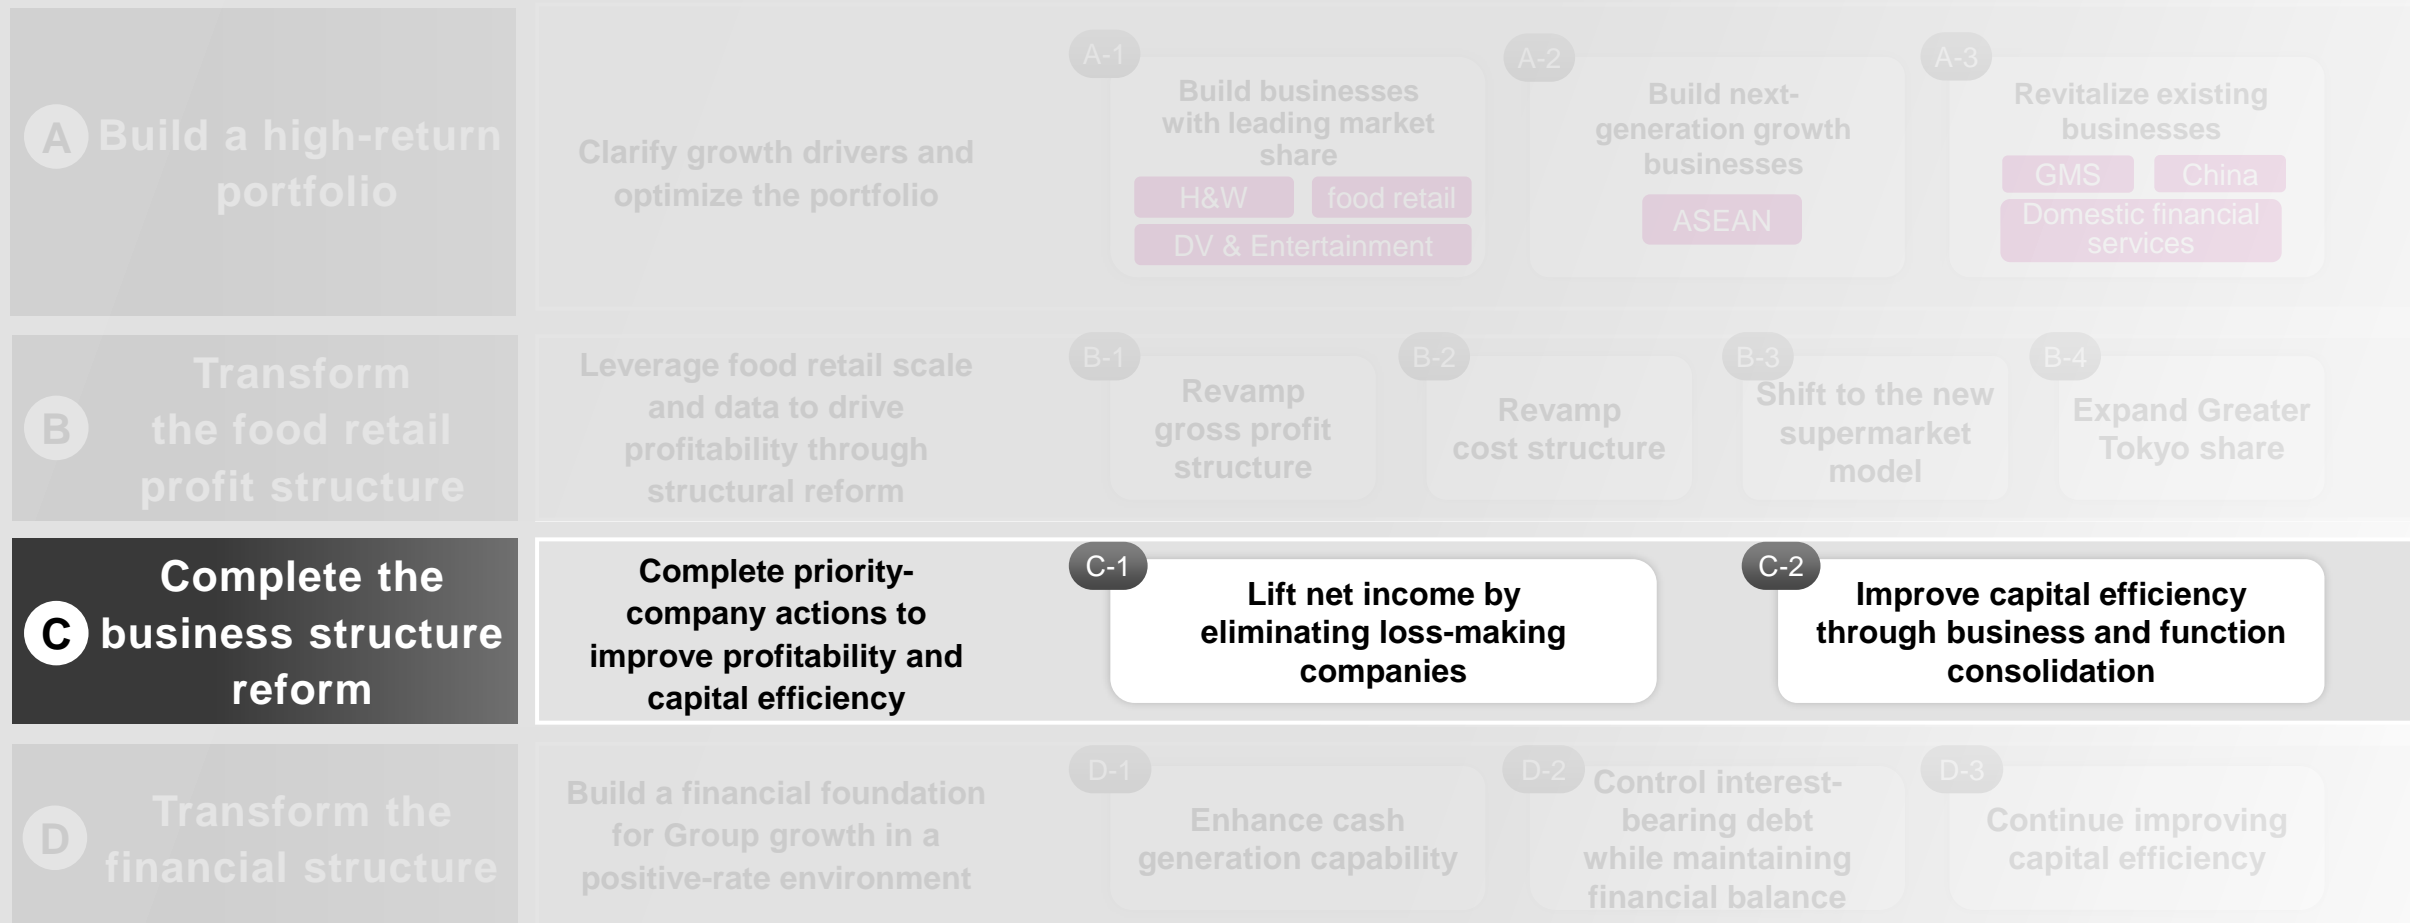 A
Build a high-return
portfolio
Clarify growth drivers and
optimize the portfolio
A-1
Build businesses
with leading market
share
H&W
food retail
DV & Entertainment
A-2
Build next-
generation growth
businesses
ASEAN
A-3
Revitalize existing
businesses
GMS
China
Domestic financial
services
B
Transform
the food retail
profit structure
Leverage food retail scale
and data to drive
profitability through
structural reform
B-1
Revamp
gross profit
structure
B-2
Revamp
cost structure
B-3
Shift to the new
supermarket
model
B-4
Expand Greater
Tokyo share
C
Complete the
business structure
reform
Complete priority-
company actions to
improve profitability and
capital efficiency
C-1
Lift net income by
eliminating loss-making
companies
C-2
Improve capital efficiency
through business and function
consolidation
D
Transform the
financial structure
Build a financial foundation
for Group growth in a
positive-rate environment
D-1
Enhance cash
generation capability
D-2
Control interest-
bearing debt
while maintaining
financial balance
D-3
Continue improving
capital efficiency